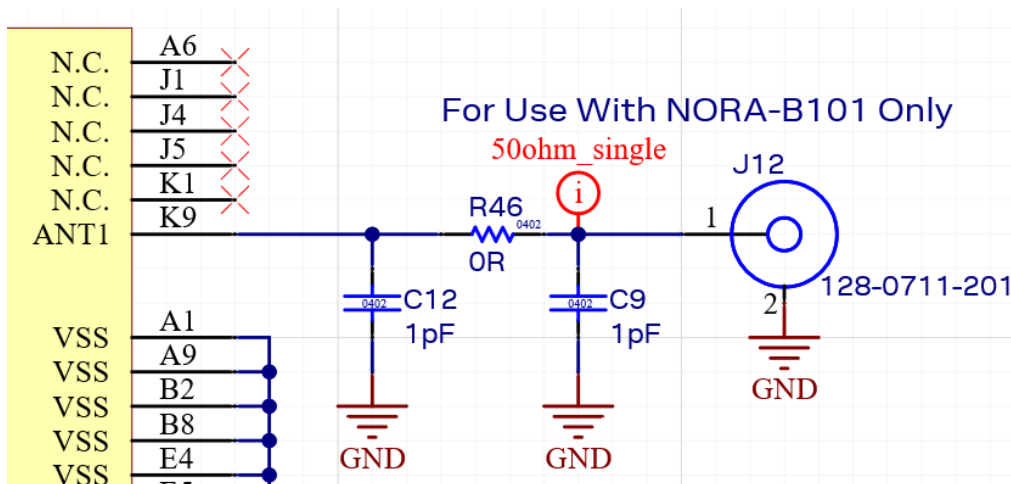 N.C. A6
N.C. J1
N.C. J4
N.C. J5
N.C. K1
ANT1 K9
For Use With NORA-B101 Only
50ohm_single
i
R46
0402
0R
J12
1
2
128-0711-201
GND
0402
C12
1pF
GND
0402
C9
1pF
GND
VSS A1
VSS A9
VSS B2
VSS B8
VSS E4